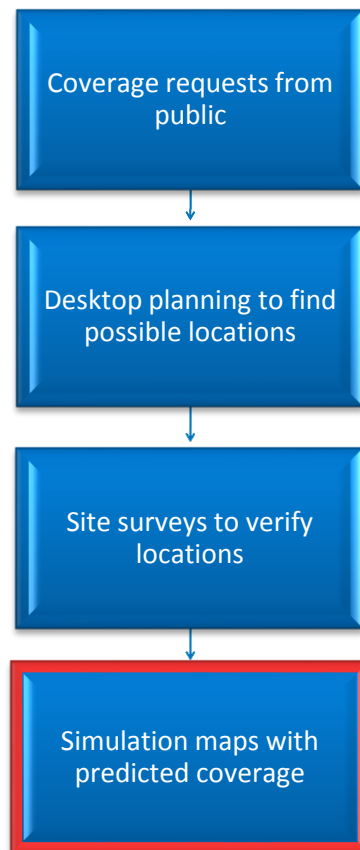 Coverage requests from
public
Desktop planning to find
possible locations
Site surveys to verify
locations
Simulation maps with
predicted coverage